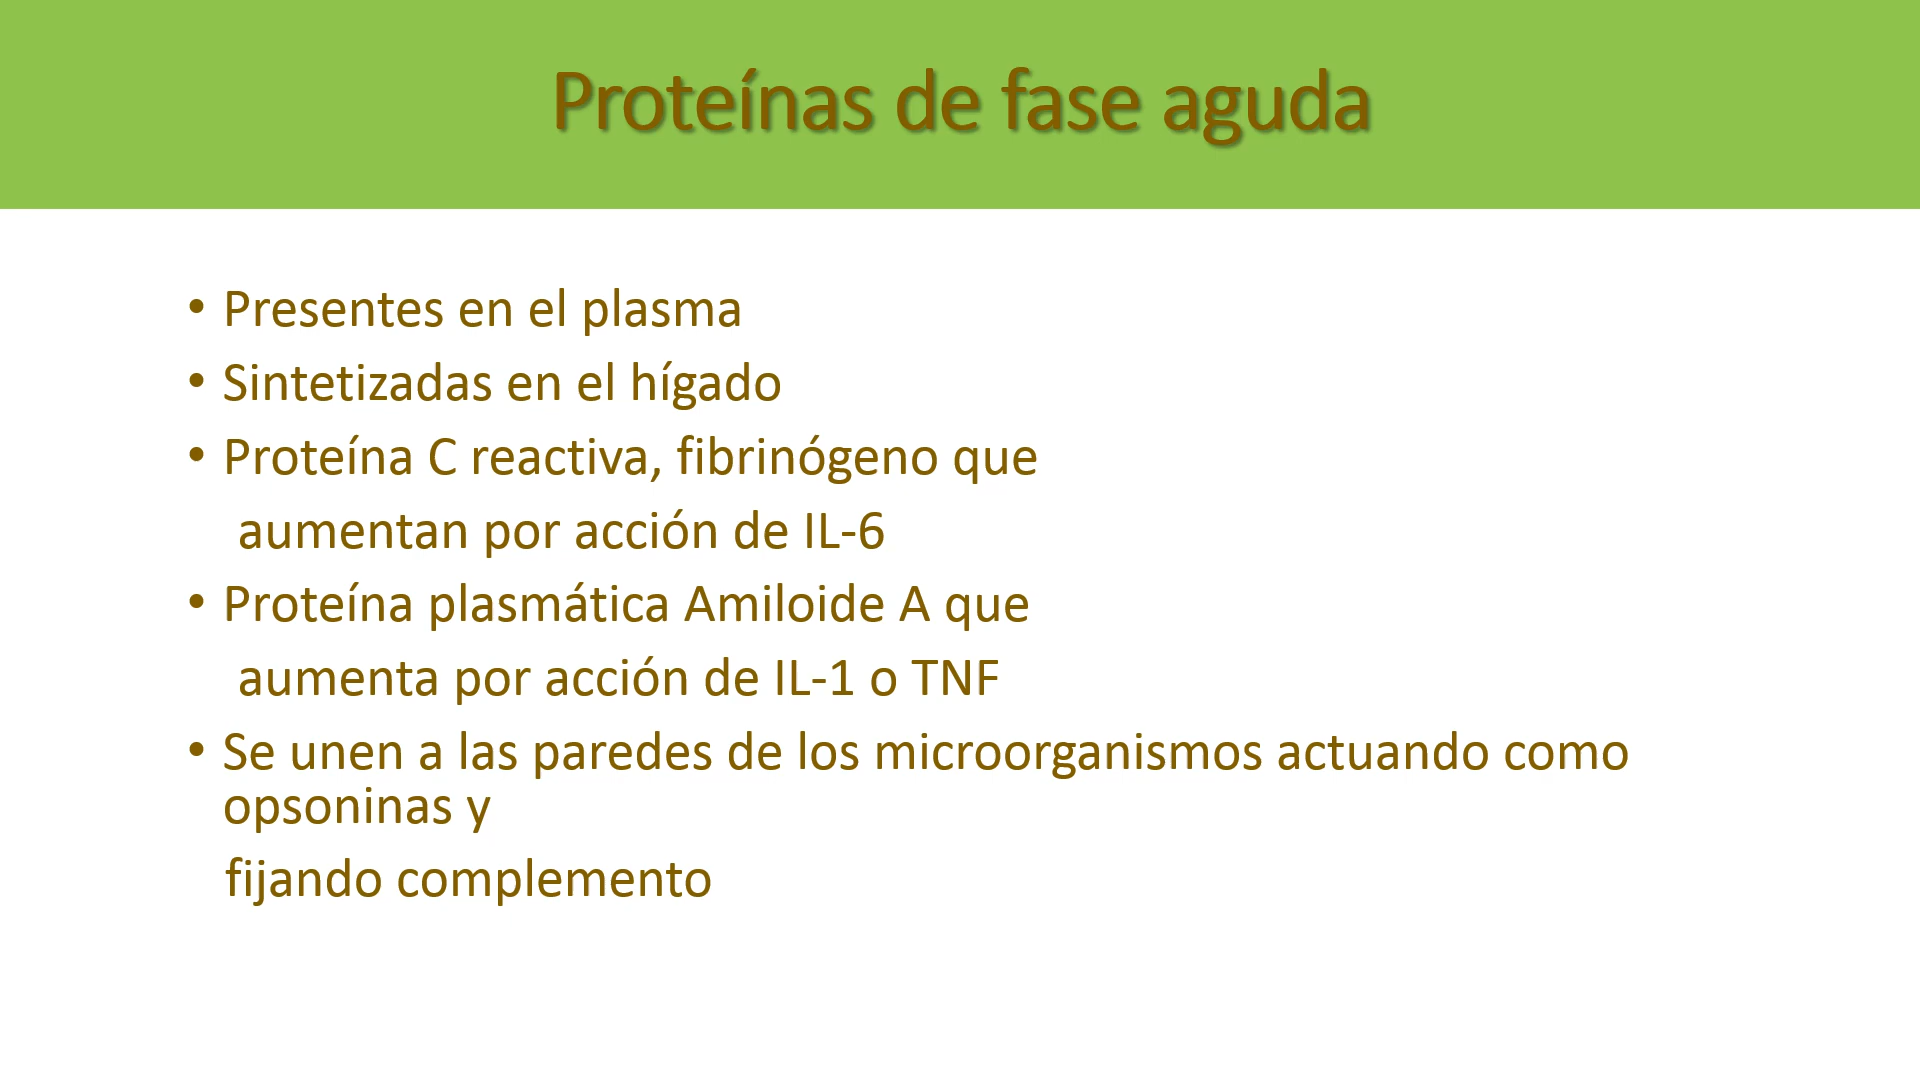 Proteínas de fase aguda
• Presentes en el plasma
• Sintetizadas en el hígado
• Proteína C reactiva, fibrinógeno que
aumentan por acción de IL-6
• Proteína plasmática Amiloide A que
aumenta por acción de IL-1 o TNF
• Se unen a las paredes de los microorganismos actuando como
opsoninas y
fijando complemento